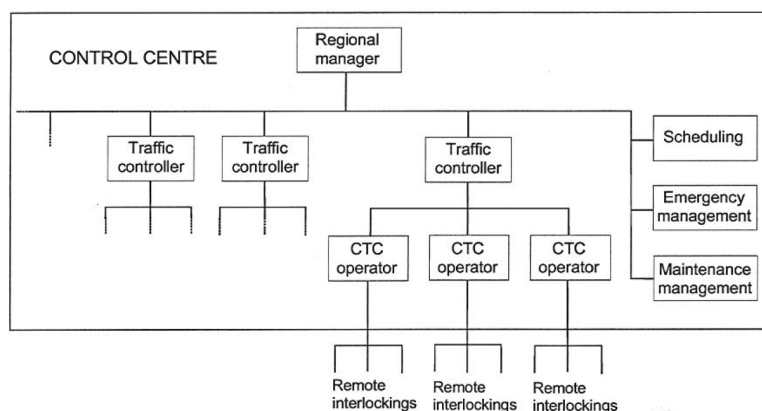 CONTROL CENTRE
Regional
manager
Traffic
controller
Traffic
controller
Traffic
controller
Scheduling
Emergency
management
Maintenance
management
CTC
operator
CTC
operator
CTC
operator
Remote
interlockings
Remote
interlockings
Remote
interlockings